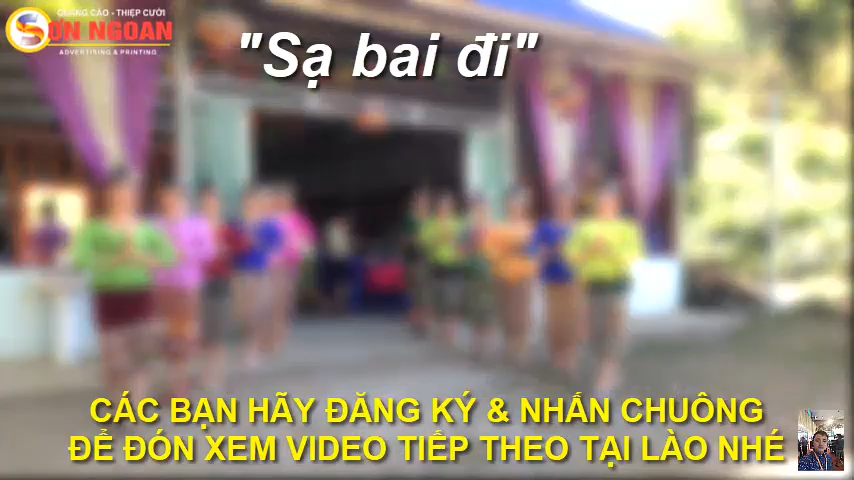 QUẢNG CÁO - THIỆP CƯỚI
SƠN NGOAN
ADVERTISING & PRINTING
"Sạ bai đi"
CÁC BẠN HÃY ĐĂNG KÝ & NHẤN CHUÔNG
ĐỂ ĐÓN XEM VIDEO TIẾP THEO TẠI LÀO NHÉ